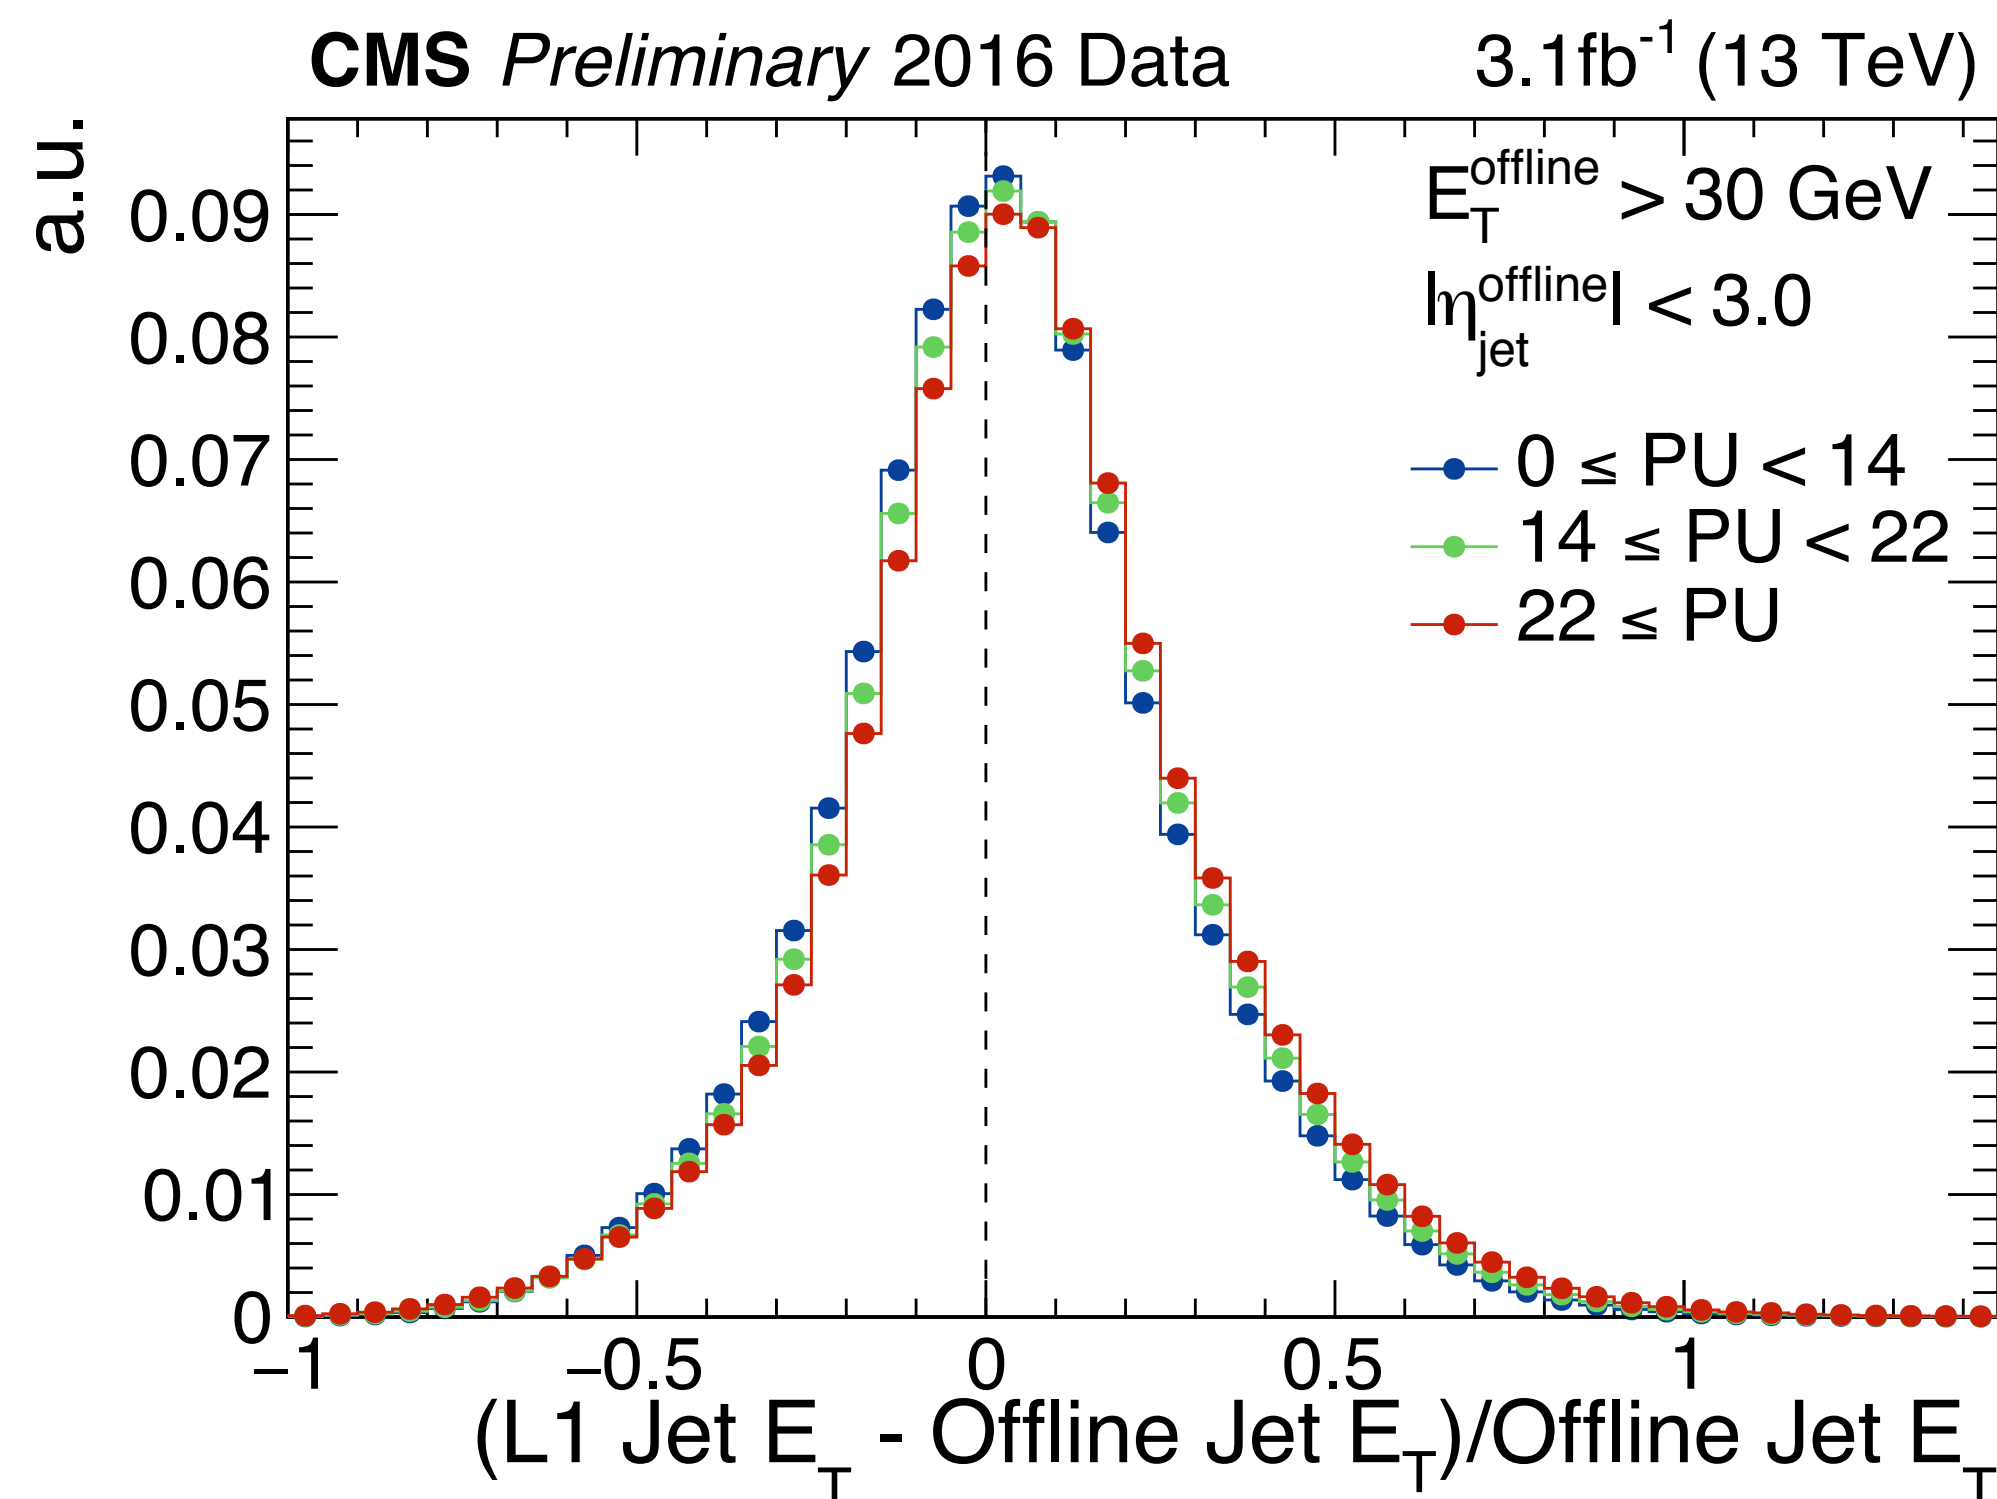 CMS Preliminary 2016 Data 3.1fb⁻¹ (13 TeV)
a.u.
0.09
0.08
0.07
0.06
0.05
0.04
0.03
0.02
0.01
0
E_T^offline > 30 GeV
|η_jet^offline| < 3.0
0 ≤ PU < 14
14 ≤ PU < 22
22 ≤ PU
−1 −0.5 0 0.5 1
(L1 Jet E_T - Offline Jet E_T)/Offline Jet E_T